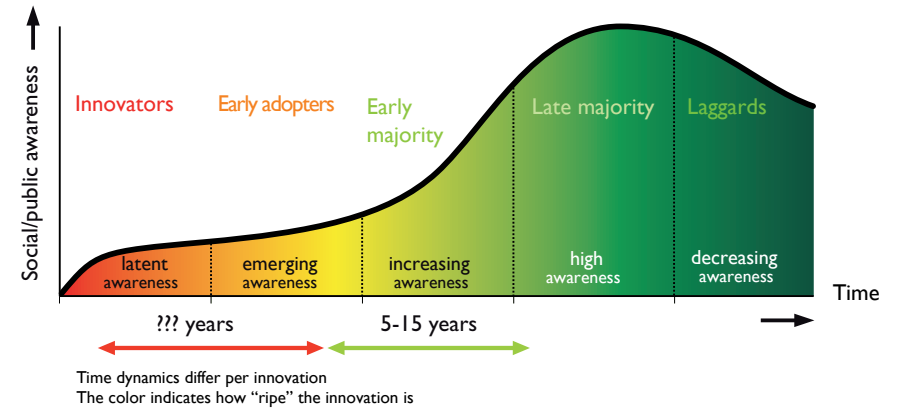 Social/public awareness
Innovators
Early adopters
Early
majority
Late majority
Laggards
latent
awareness
emerging
awareness
increasing
awareness
high
awareness
decreasing
awareness
Time
??? years
5-15 years
Time dynamics differ per innovation
The color indicates how “ripe” the innovation is